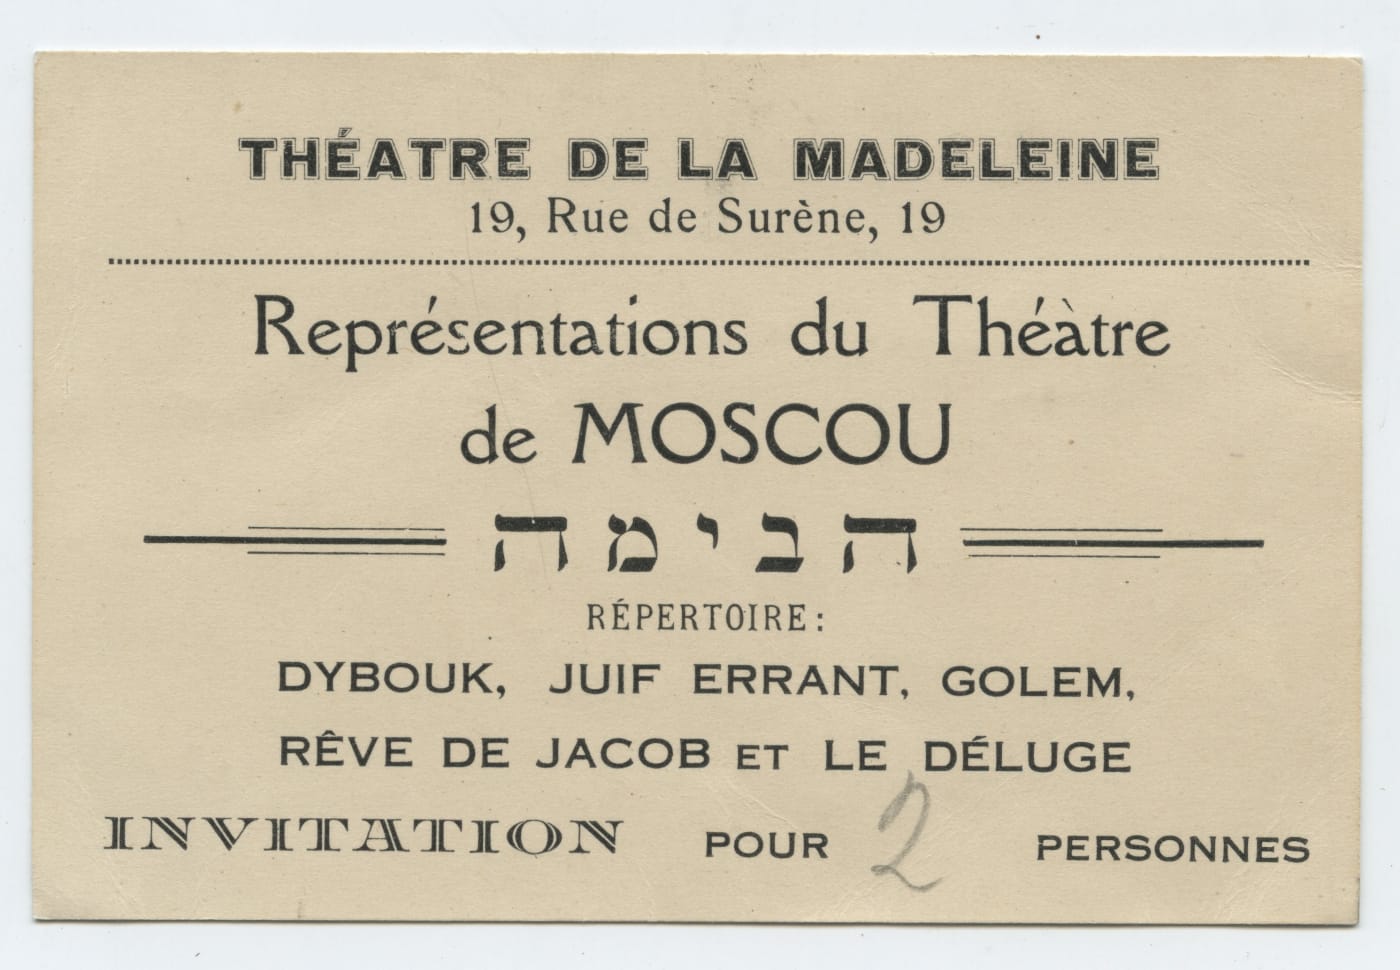 THÉATRE DE LA MADELEINE
19, Rue de Surène, 19
Représentations du Théàtre
de MOSCOU
הבימה
RÉPERTOIRE:
DYBOUK, JUIF ERRANT, GOLEM,
RÊVE DE JACOB ET LE DÉLUGE
INVITATION POUR 2 PERSONNES